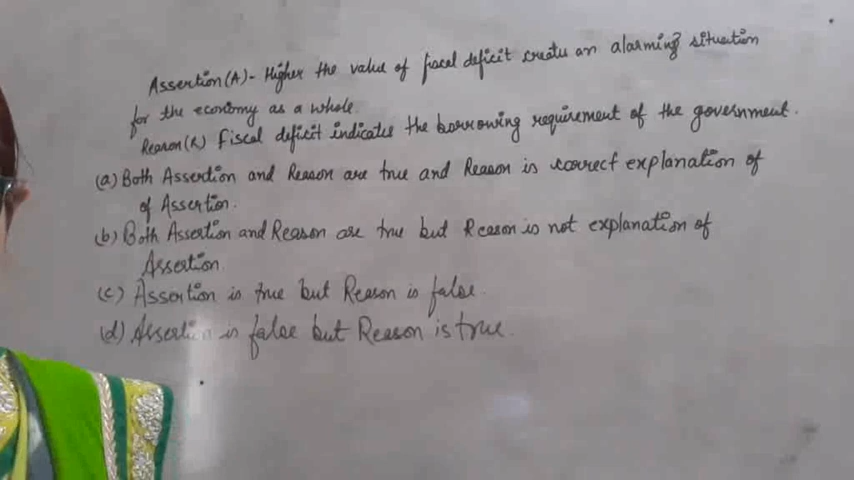 Assertion(A)- Higher the value of fiscal deficit create an alarming situation
for the economy as a whole.
Reason(R) Fiscal deficit indicates the borrowing requirement of the government.
(a) Both Assertion and Reason are true and Reason is correct explanation of
of Assertion.
(b) Both Assertion and Reason are true but Reason is not explanation of
Assertion.
(c) Assertion is true but Reason is false.
(d) Assertion is false but Reason is true.